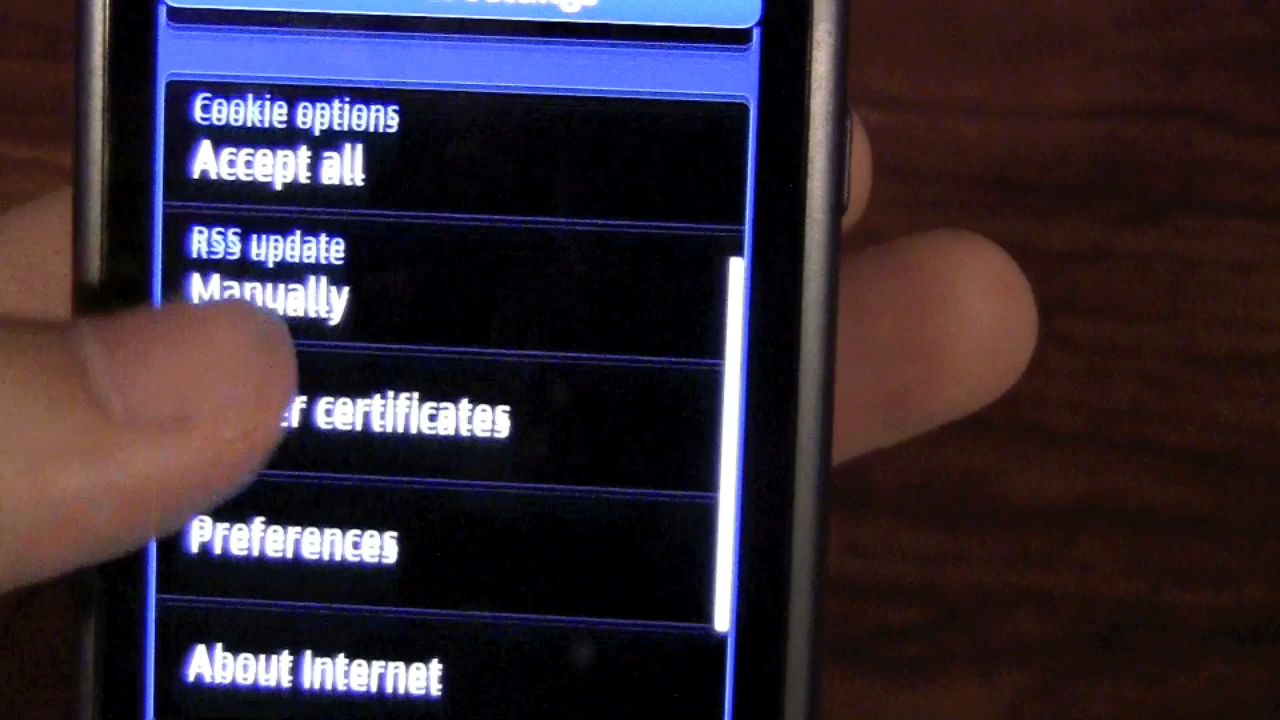 Cookie options
Accept all
RSS update
Manually
certificates
Preferences
About Internet